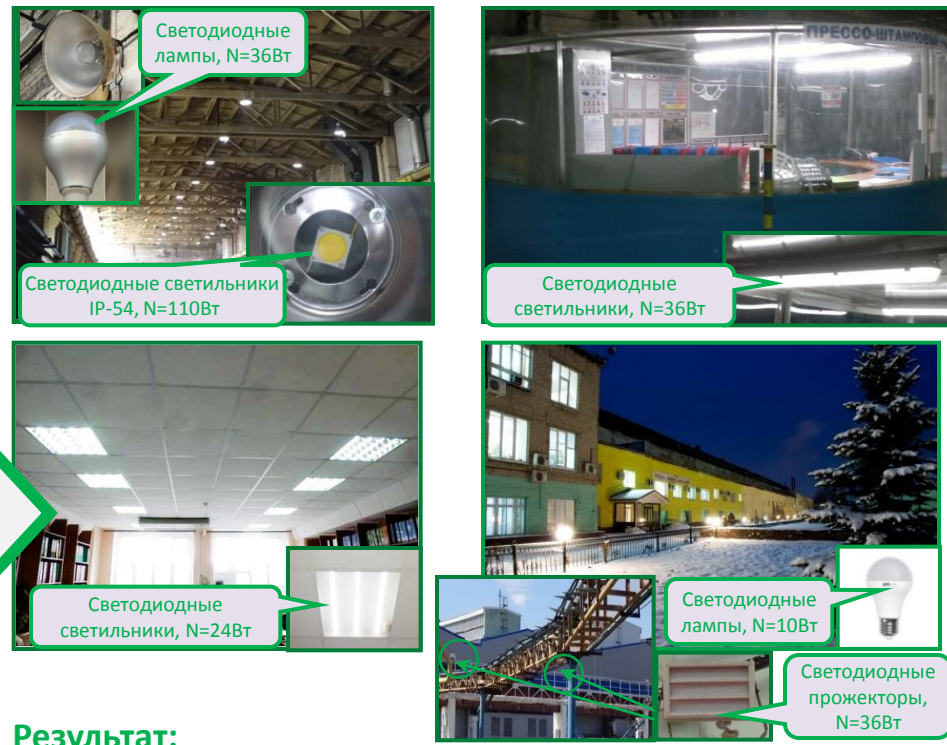 Светодиодные
лампы, N=36Вт
Светодиодные светильники
IP-54, N=110Вт
ПРЕССО-ШТАМПОВЫ
Светодиодные
светильники, N=36Вт
Светодиодные
светильники, N=24Вт
Светодиодные
лампы, N=10Вт
Светодиодные
прожекторы,
N=36Вт
Результат: